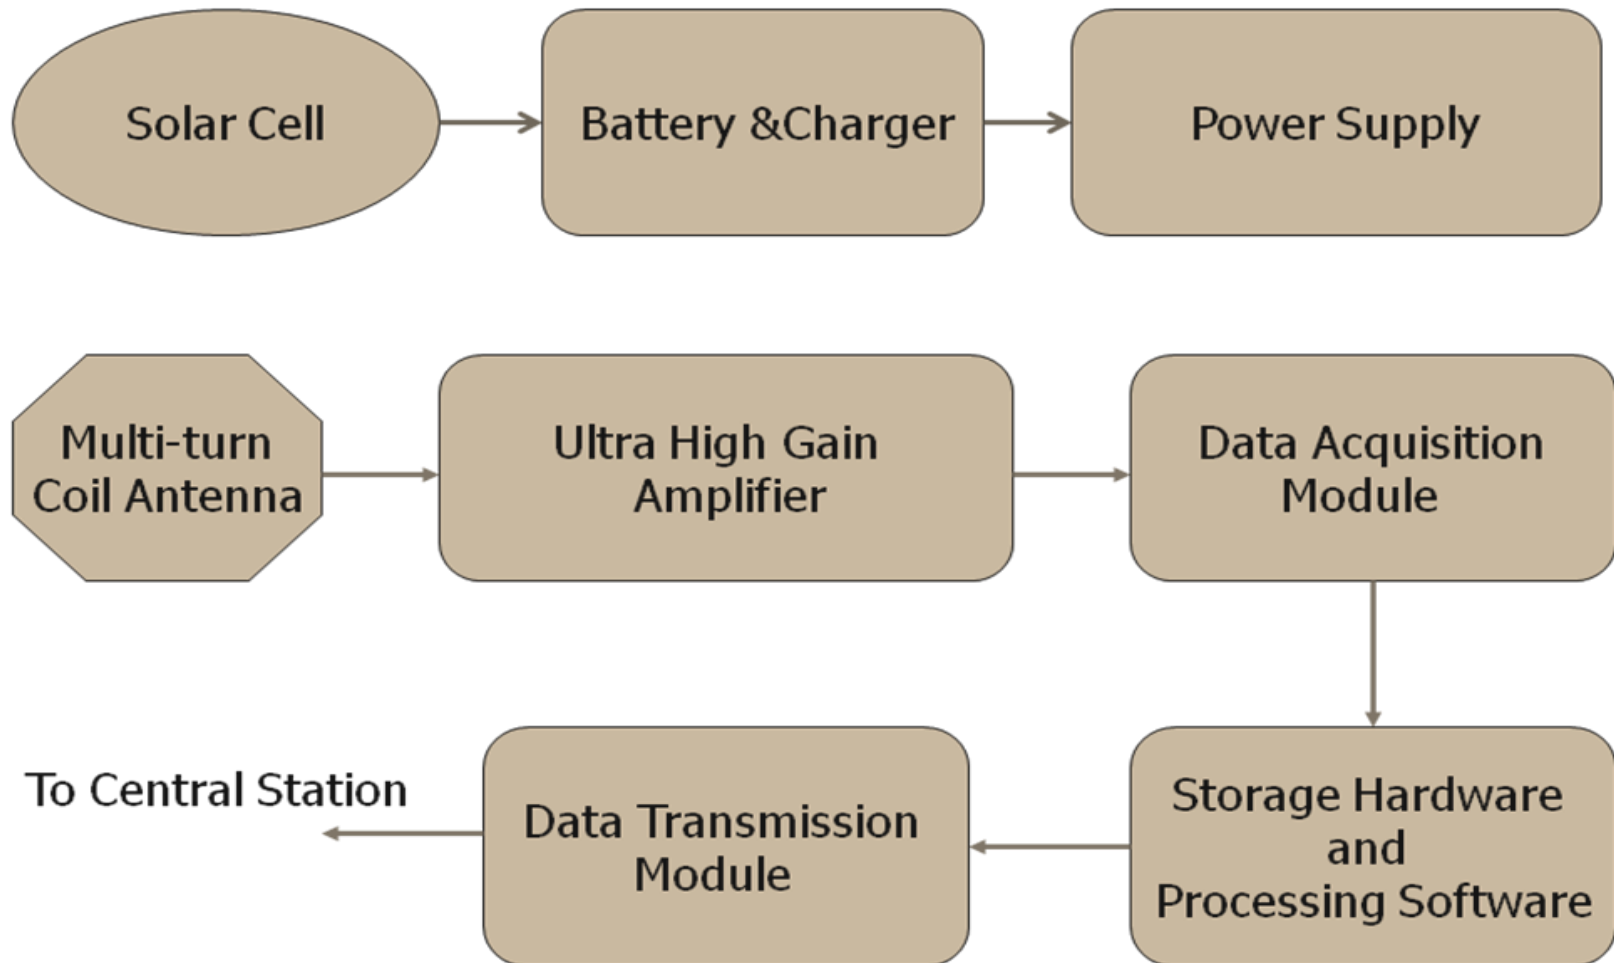 Solar Cell
Battery &Charger
Power Supply
Multi-turn
Coil Antenna
Ultra High Gain
Amplifier
Data Acquisition
Module
To Central Station
Data Transmission
Module
Storage Hardware
and
Processing Software